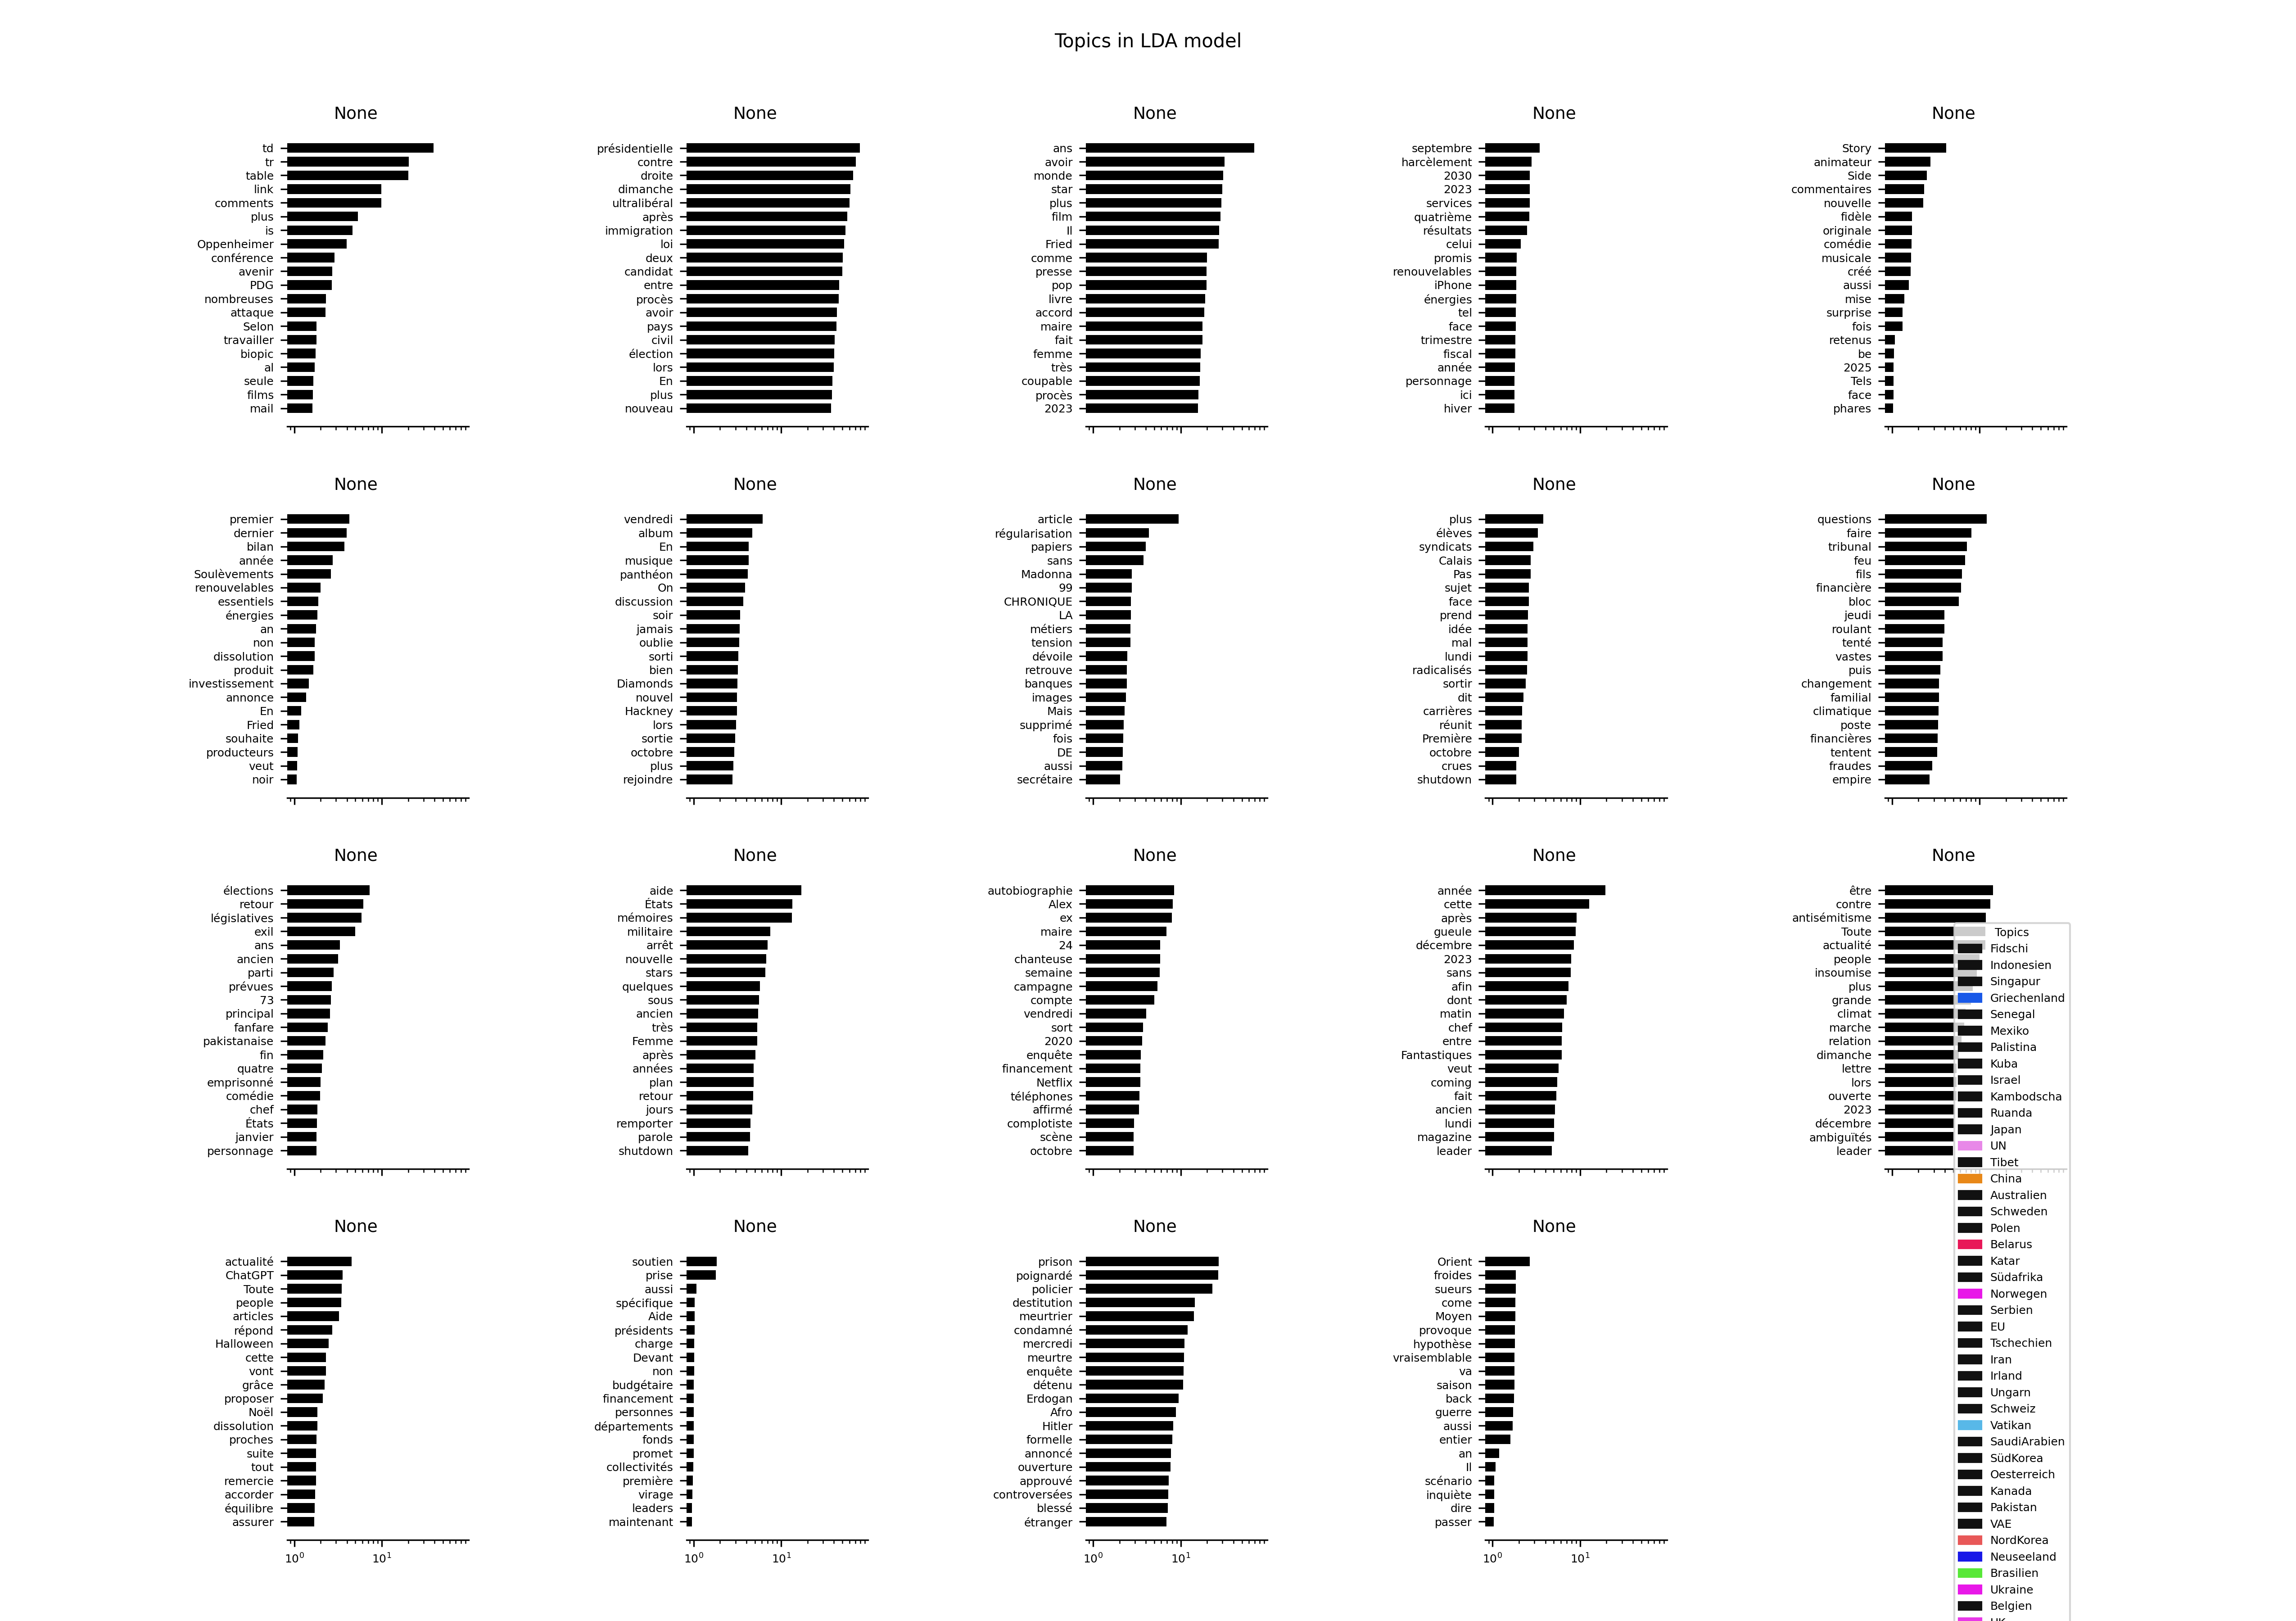 Topics in LDA model
None
td
tr
table
link
comments
plus
is
Oppenheimer
conférence
avenir
PDG
nombreuses
attaque
Selon
travailler
biopic
al
seule
films
mail
None
présidentielle
contre
droite
dimanche
ultralibéral
après
immigration
loi
deux
candidat
entre
procès
avoir
pays
civil
élection
lors
En
plus
nouveau
None
ans
avoir
monde
star
plus
film
Il
Fried
comme
presse
pop
livre
accord
maire
fait
femme
très
coupable
procès
2023
None
septembre
harcèlement
2030
2023
services
quatrième
résultats
celui
promis
renouvelables
iPhone
énergies
tel
face
trimestre
fiscal
année
personnage
ici
hiver
None
Story
animateur
Side
commentaires
nouvelle
fidèle
originale
comédie
musicale
créé
aussi
mise
surprise
fois
retenus
be
2025
Tels
face
phares
None
premier
dernier
bilan
année
Soulèvements
renouvelables
essentiels
énergies
an
non
dissolution
produit
investissement
annonce
En
Fried
souhaite
producteurs
veut
noir
None
vendredi
album
En
musique
panthéon
On
discussion
soir
jamais
oublie
sorti
bien
Diamonds
nouvel
Hackney
lors
sortie
octobre
plus
rejoindre
None
article
régularisation
papiers
sans
Madonna
99
CHRONIQUE
LA
métiers
tension
dévoile
retrouve
banques
images
Mais
supprimé
fois
DE
aussi
secrétaire
None
plus
élèves
syndicats
Calais
Pas
sujet
face
prend
idée
mal
lundi
radicalisés
sortir
dit
carrières
réunit
Première
octobre
crues
shutdown
None
questions
faire
tribunal
feu
fils
financière
bloc
jeudi
roulant
tenté
vastes
puis
changement
familial
climatique
poste
financières
tentent
fraudes
empire
None
élections
retour
législatives
exil
ans
ancien
parti
prévues
73
principal
fanfare
pakistanaise
fin
quatre
emprisonné
comédie
chef
États
janvier
personnage
None
aide
États
mémoires
militaire
arrêt
nouvelle
stars
quelques
sous
ancien
très
Femme
après
années
plan
retour
jours
remporter
parole
shutdown
None
autobiographie
Alex
ex
maire
24
chanteuse
semaine
campagne
compte
vendredi
sort
2020
enquête
financement
Netflix
téléphones
affirmé
complotiste
scène
octobre
None
année
cette
après
gueule
décembre
2023
sans
afin
dont
matin
chef
entre
Fantastiques
veut
coming
fait
ancien
lundi
magazine
leader
None
être
contre
antisémitisme
Toute
actualité
people
insoumise
plus
grande
climat
marche
relation
dimanche
lettre
lors
ouverte
2023
décembre
ambiguïtés
leader
None
actualité
ChatGPT
Toute
people
articles
répond
Halloween
cette
vont
grâce
proposer
Noël
dissolution
proches
suite
tout
remercie
accorder
équilibre
assurer
10⁰ 10¹
None
soutien
prise
aussi
spécifique
Aide
présidents
charge
Devant
non
budgétaire
financement
personnes
départements
fonds
promet
collectivités
première
virage
leaders
maintenant
10⁰ 10¹
None
prison
poignardé
policier
destitution
meurtrier
condamné
mercredi
meurtre
enquête
détenu
Erdogan
Afro
Hitler
formelle
annoncé
ouverture
approuvé
controversées
blessé
étranger
10⁰ 10¹
None
Orient
froides
sueurs
come
Moyen
provoque
hypothèse
vraisemblable
va
saison
back
guerre
aussi
entier
an
Il
scénario
inquiète
dire
passer
10⁰ 10¹
Topics
Fidschi
Indonesien
Singapur
Griechenland
Senegal
Mexiko
Palistina
Kuba
Israel
Kambodscha
Ruanda
Japan
UN
Tibet
China
Australien
Schweden
Polen
Belarus
Katar
Südafrika
Norwegen
Serbien
EU
Tschechien
Iran
Irland
Ungarn
Schweiz
Vatikan
SaudiArabien
SüdKorea
Oesterreich
Kanada
Pakistan
VAE
NordKorea
Neuseeland
Brasilien
Ukraine
Belgien